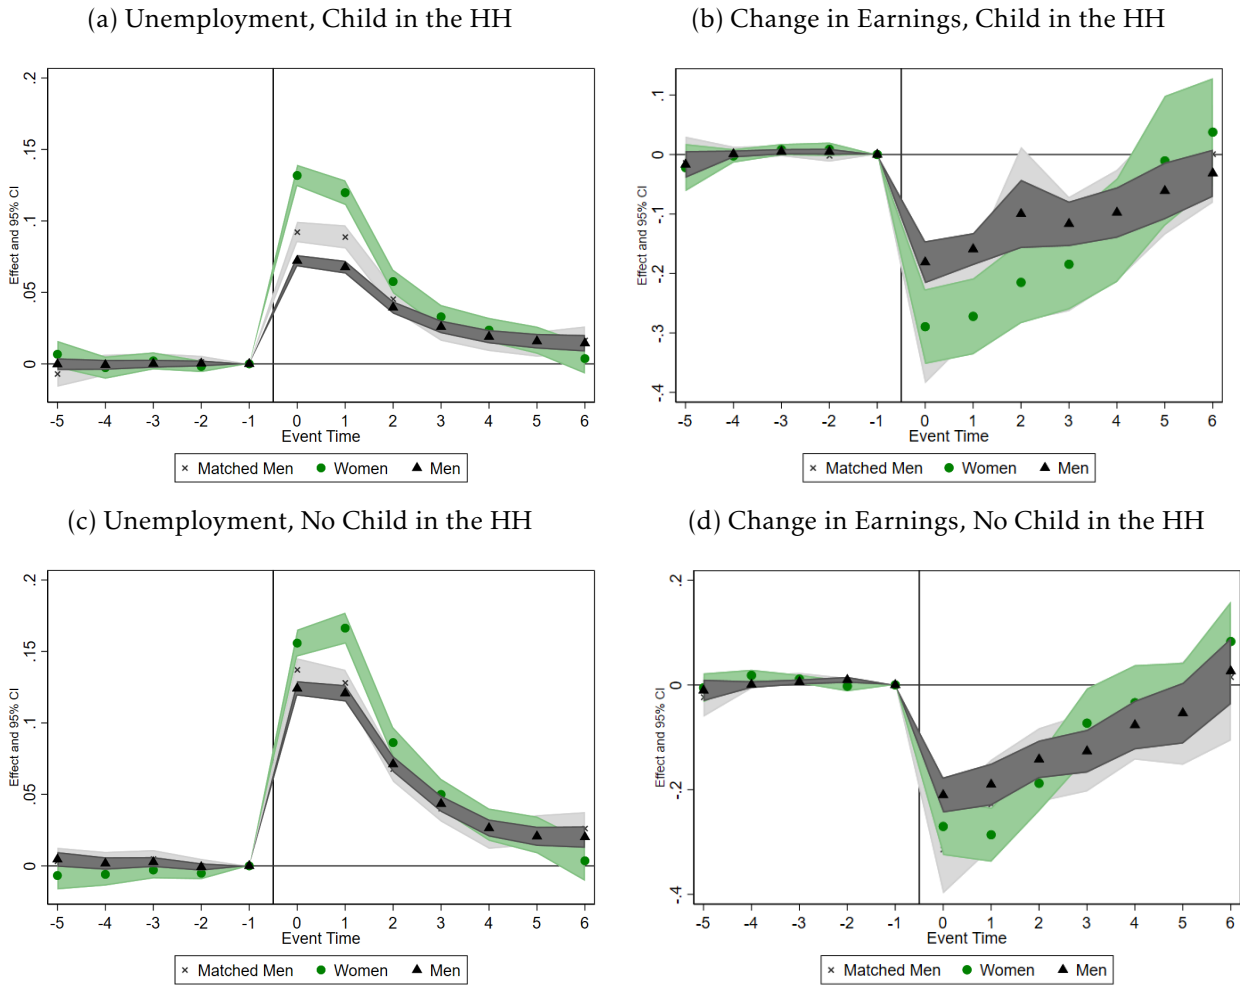 (a) Unemployment, Child in the HH
Effect and 95% CI
.2
.15
.1
.05
0
-5 -4 -3 -2 -1 0 1 2 3 4 5 6
Event Time
× Matched Men ● Women ▲ Men
(b) Change in Earnings, Child in the HH
Effect and 95% CI
.1
0
-.1
-.2
-.3
-.4
-5 -4 -3 -2 -1 0 1 2 3 4 5 6
Event Time
× Matched Men ● Women ▲ Men
(c) Unemployment, No Child in the HH
Effect and 95% CI
.2
.15
.1
.05
0
-5 -4 -3 -2 -1 0 1 2 3 4 5 6
Event Time
× Matched Men ● Women ▲ Men
(d) Change in Earnings, No Child in the HH
Effect and 95% CI
.2
0
-.2
-.4
-5 -4 -3 -2 -1 0 1 2 3 4 5 6
Event Time
× Matched Men ● Women ▲ Men